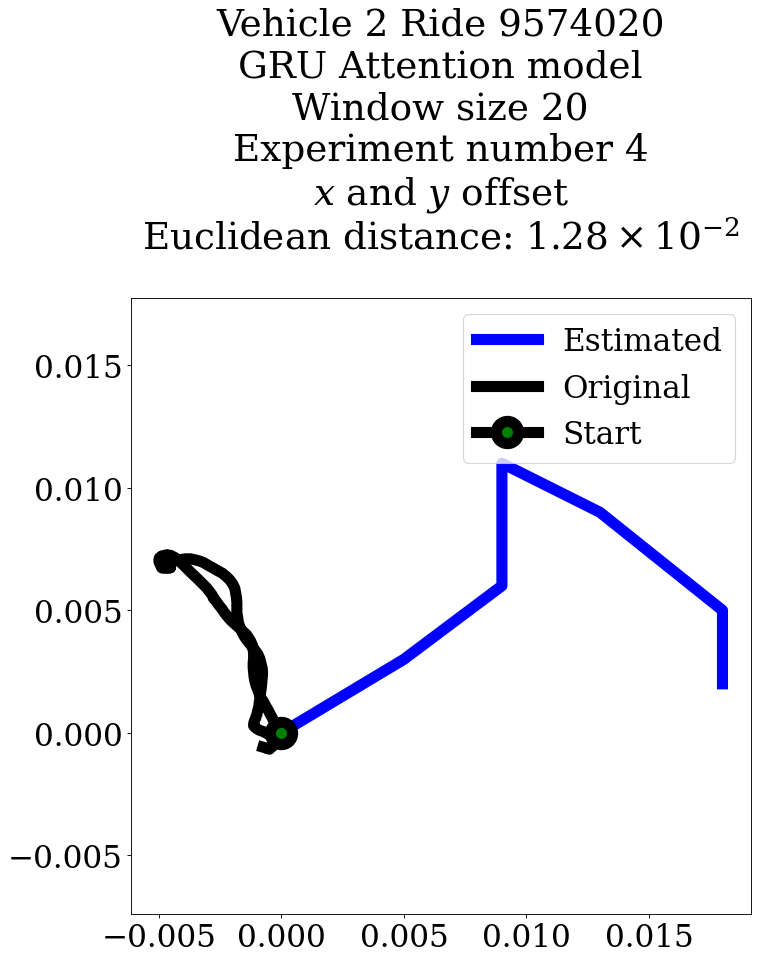 Vehicle 2 Ride 9574020
GRU Attention model
Window size 20
Experiment number 4
x and y offset
Euclidean distance: 1.28 × 10⁻²
Estimated
Original
Start
0.015
0.010
0.005
0.000
−0.005
−0.005 0.000 0.005 0.010 0.015